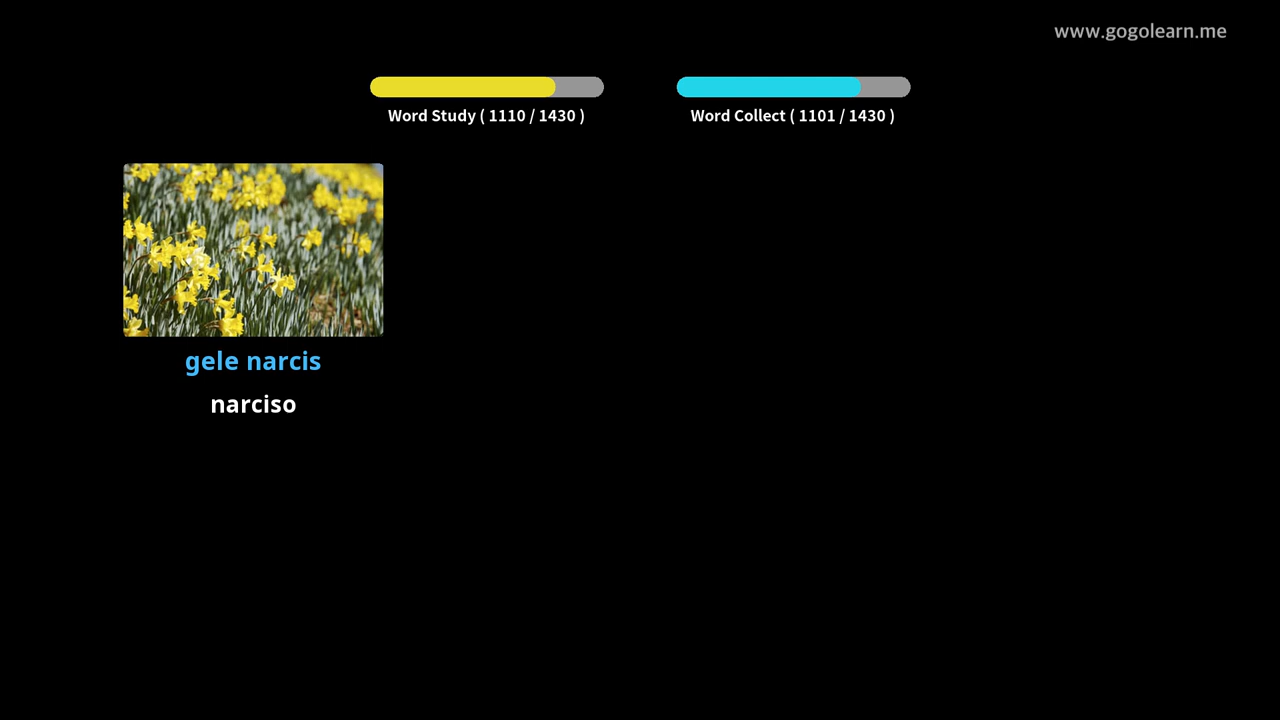 www.gogolearn.me
Word Study ( 1110 / 1430 )
Word Collect ( 1101 / 1430 )
gele narcis
narciso